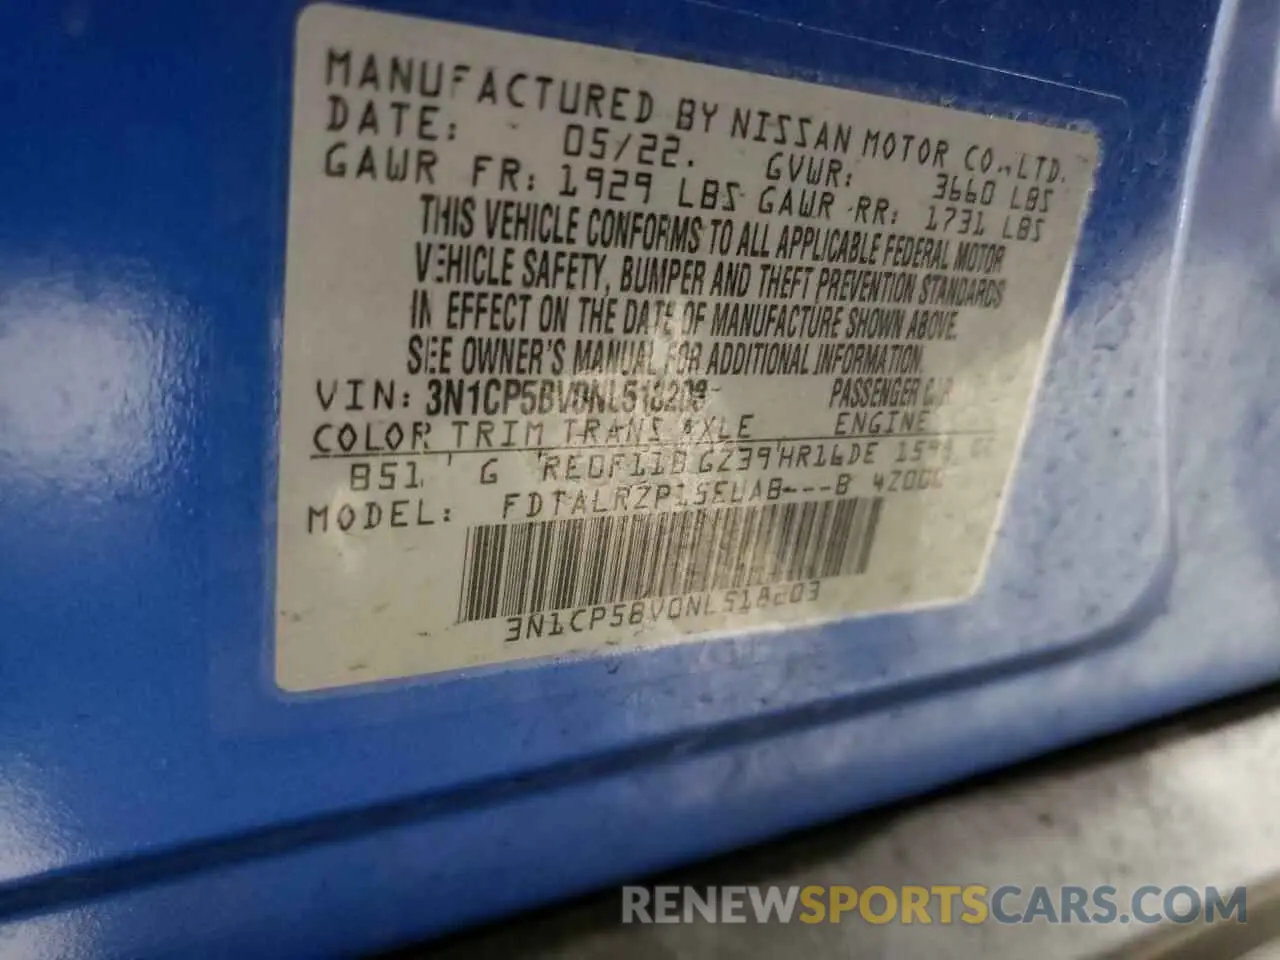 MANUFACTURED BY NISSAN MOTOR CO., LTD.
DATE: 05/22. GVWR: 3660 LBS
GAWR FR: 1929 LBS GAWR RR: 1731 LBS
THIS VEHICLE CONFORMS TO ALL APPLICABLE FEDERAL MOTOR
VEHICLE SAFETY, BUMPER AND THEFT PREVENTION STANDARDS
IN EFFECT ON THE DATE OF MANUFACTURE SHOWN ABOVE.
SEE OWNER'S MANUAL FOR ADDITIONAL INFORMATION.
VIN: PASSENGER CAR
COLOR TRIM TRANS AXLE ENGINE
B51 G RE0F11B GZ39 HR16DE
MODEL:
3N1CP5BV0NL518203
RENEWSPORTSCARS.COM